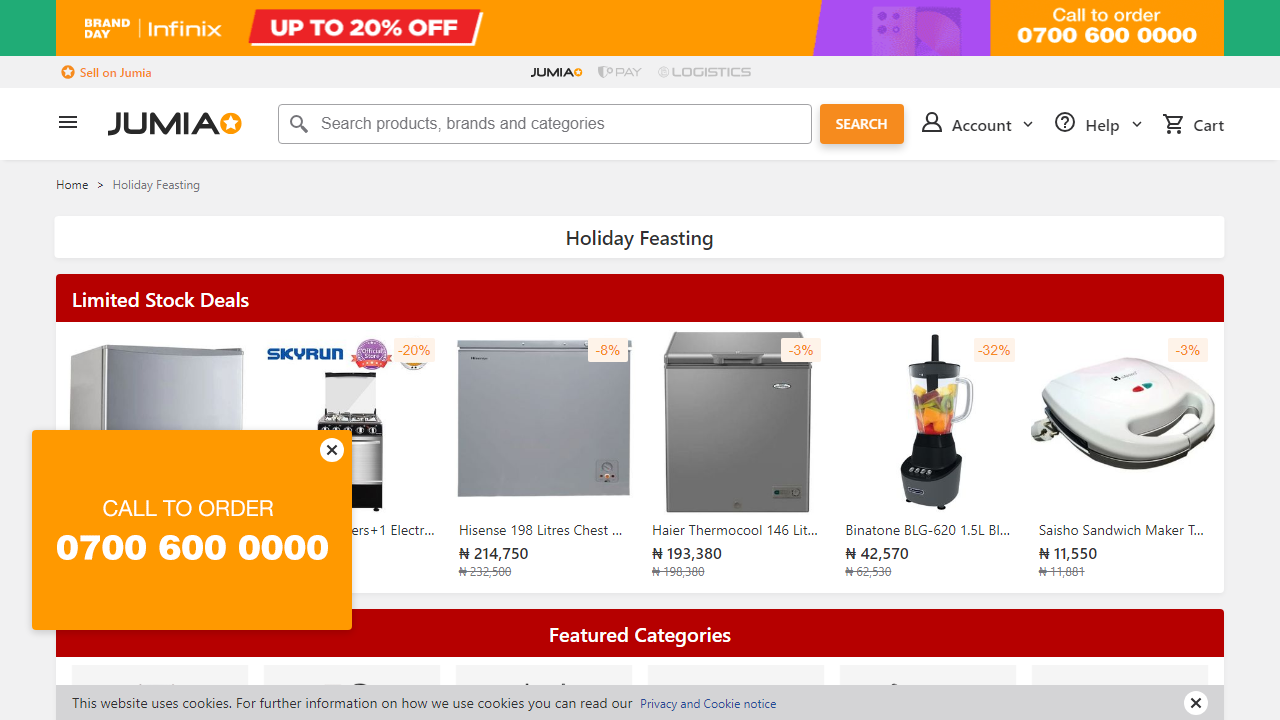 BRAND DAY | Infinix
UP TO 20% OFF
Call to order
0700 600 0000
Sell on Jumia
JUMIA
PAY
LOGISTICS
JUMIA
Search products, brands and categories
SEARCH
Account
Help
Cart
Home > Holiday Feasting
Holiday Feasting
Limited Stock Deals
SKYRUN
Official Store
-20%
-8%
-3%
-32%
-3%
CALL TO ORDER
0700 600 0000
ers+1 Electr...
Hisense 198 Litres Chest ...
₦ 214,750
₦ 232,500
Haier Thermocool 146 Lit...
₦ 193,380
₦ 198,380
Binatone BLG-620 1.5L Bl...
₦ 42,570
₦ 62,530
Saisho Sandwich Maker T...
₦ 11,550
₦ 11,881
Featured Categories
This website uses cookies. For further information on how we use cookies you can read our Privacy and Cookie notice